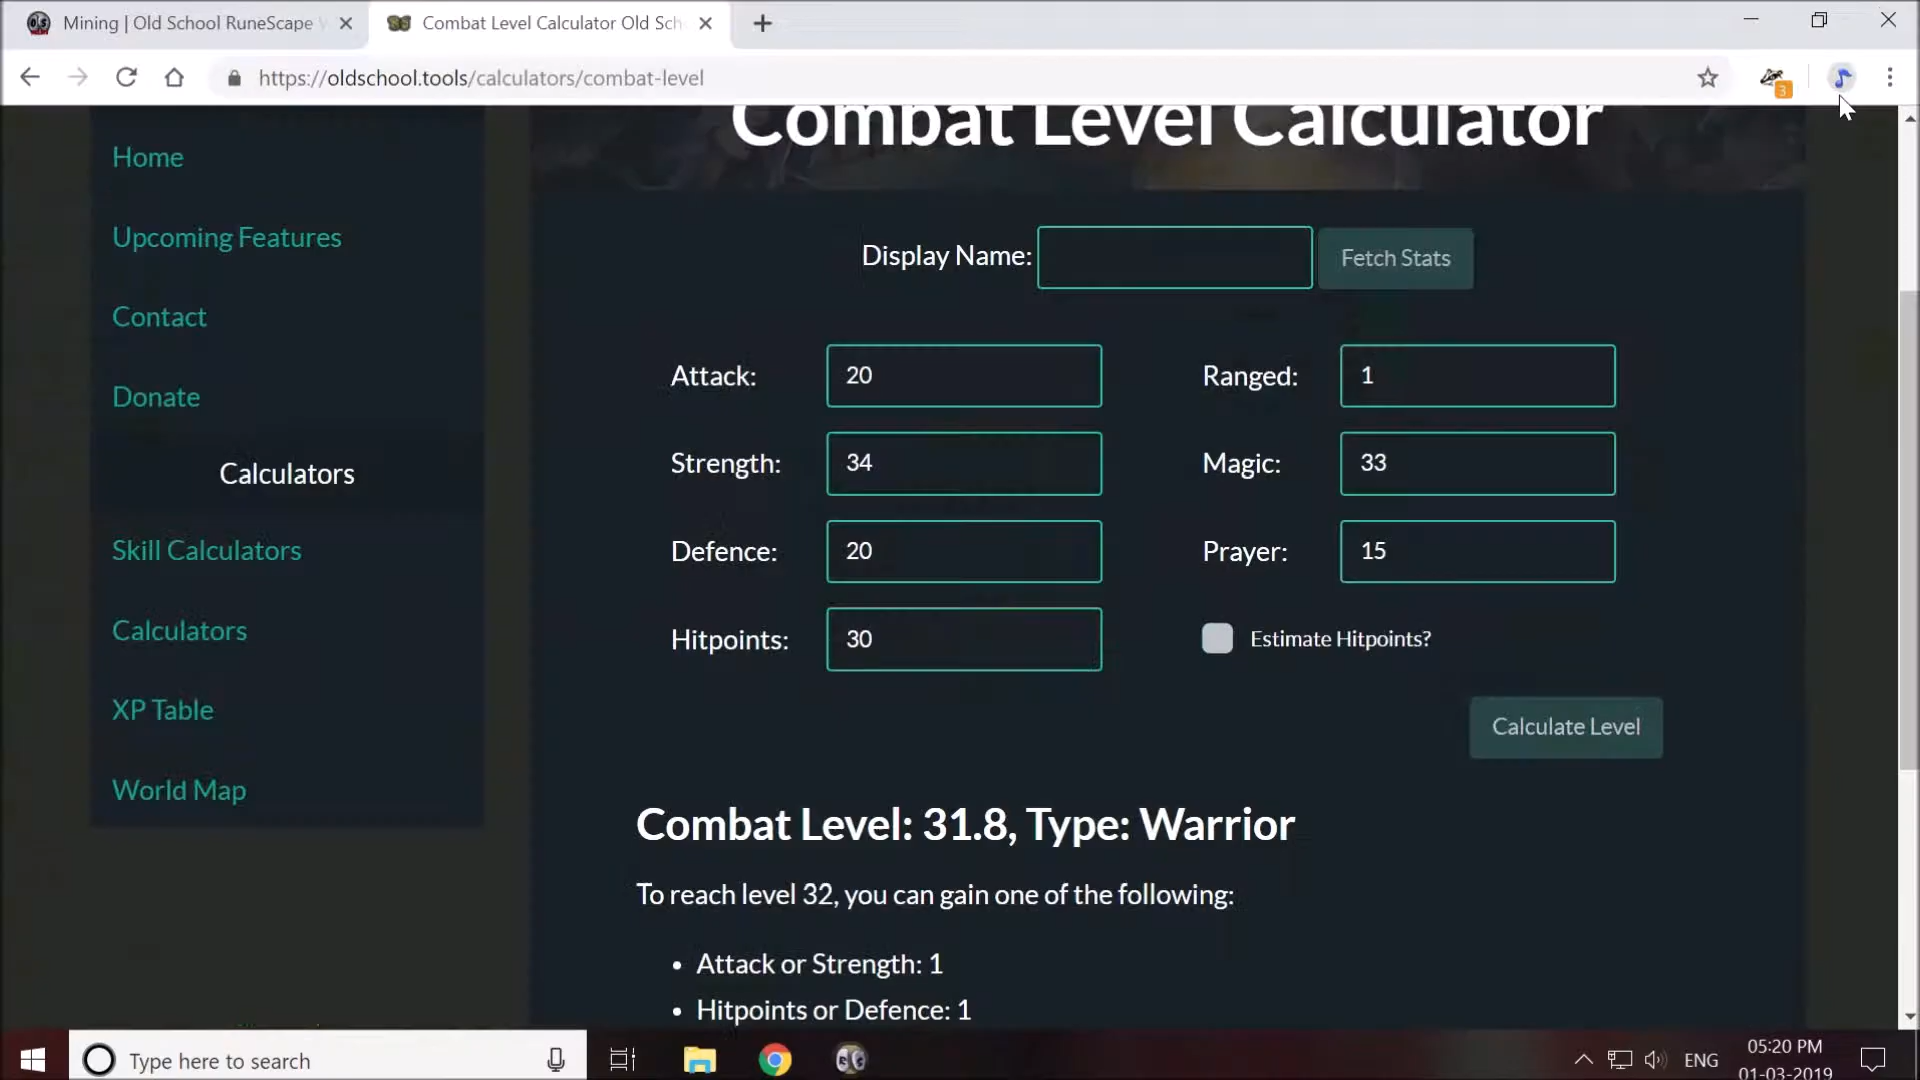 Mining | Old School RuneScape
Combat Level Calculator Old Sch
https://oldschool.tools/calculators/combat-level
3
Combat Level Calculator
Home
Upcoming Features
Contact
Donate
Calculators
Skill Calculators
Calculators
XP Table
World Map
Display Name:
Fetch Stats
Attack: 20
Ranged: 1
Strength: 34
Magic: 33
Defence: 20
Prayer: 15
Hitpoints: 30
Estimate Hitpoints?
Calculate Level
Combat Level: 31.8, Type: Warrior
To reach level 32, you can gain one of the following:
• Attack or Strength: 1
• Hitpoints or Defence: 1
Type here to search
ENG
05:20 PM
01-03-2019